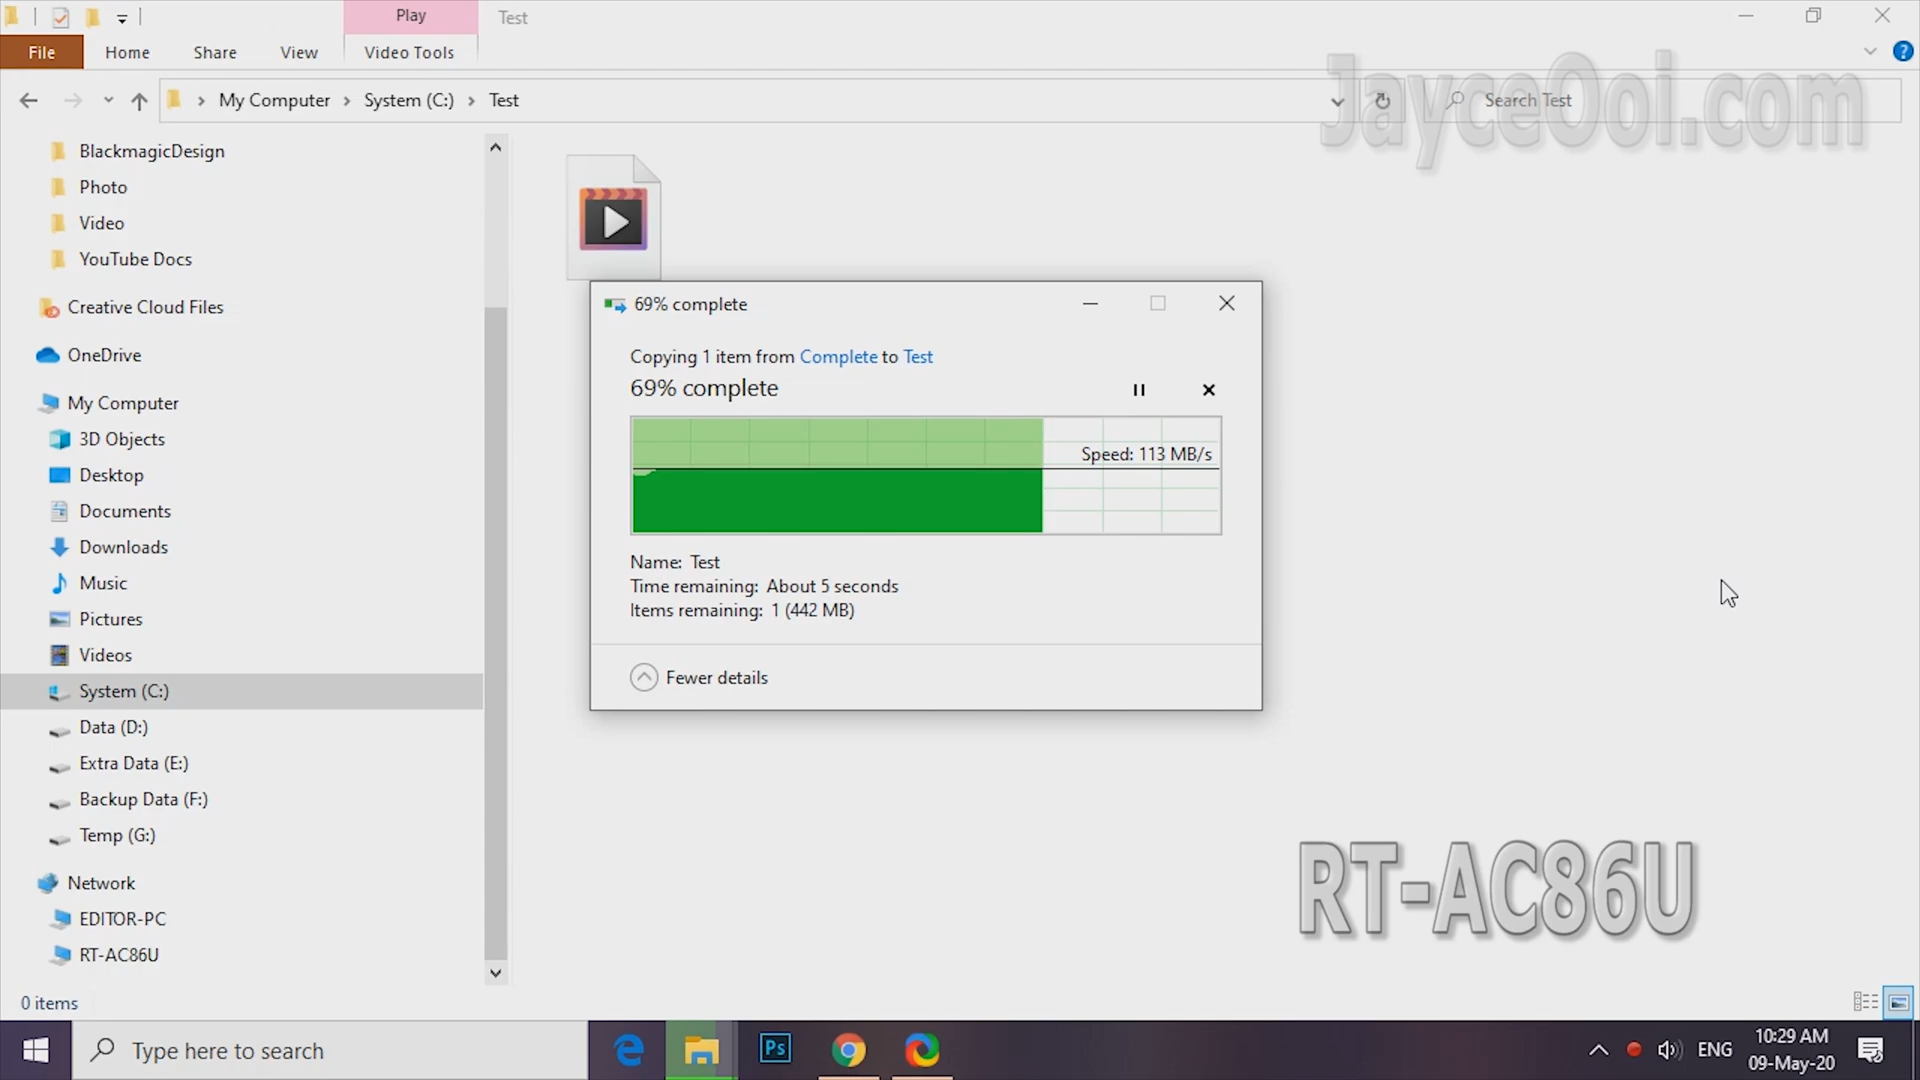 Play
Test
File
Home
Share
View
Video Tools
My Computer
System (C:)
Test
Search Test
JayceOoi.com
BlackmagicDesign
Photo
Video
YouTube Docs
Creative Cloud Files
OneDrive
My Computer
3D Objects
Desktop
Documents
Downloads
Music
Pictures
Videos
System (C:)
Data (D:)
Extra Data (E:)
Backup Data (F:)
Temp (G:)
Network
EDITOR-PC
RT-AC86U
69% complete
Copying 1 item from Complete to Test
69% complete
Speed: 113 MB/s
Name: Test
Time remaining: About 5 seconds
Items remaining: 1 (442 MB)
Fewer details
RT-AC86U
0 items
Type here to search
Ps
ENG
10:29 AM
09-May-20